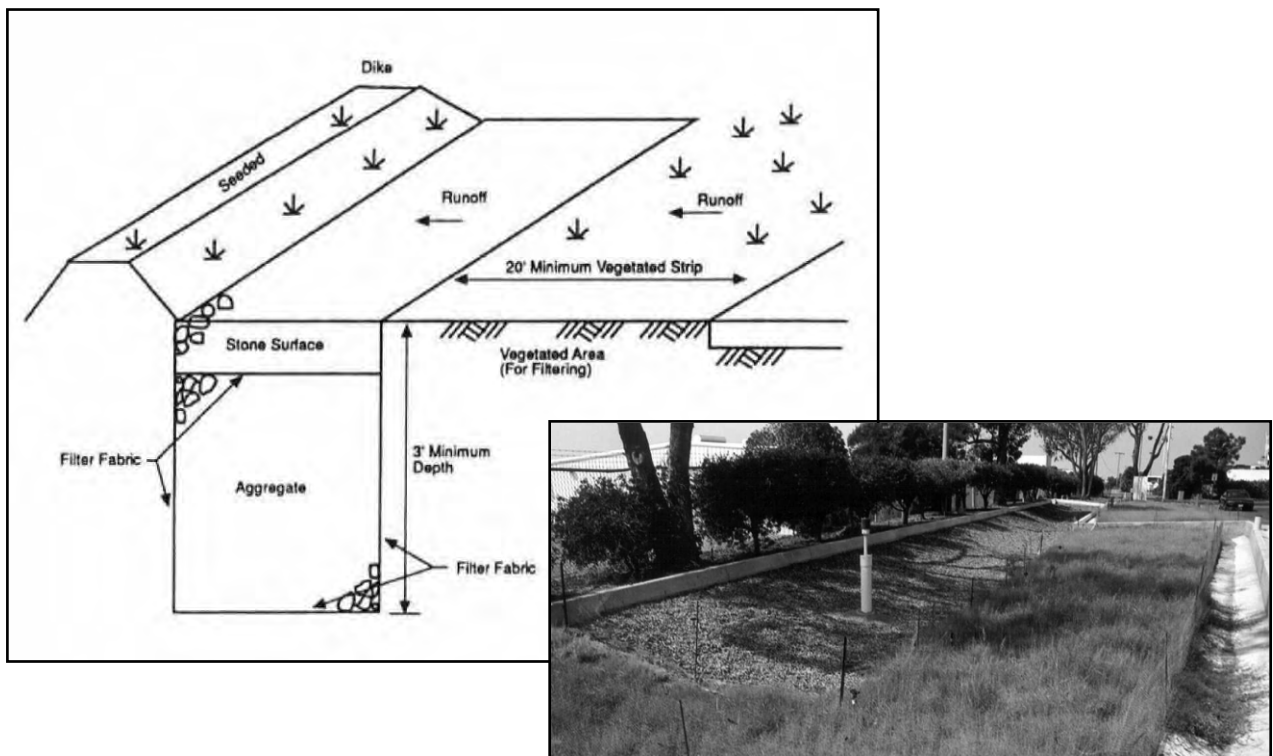 Dike
Seeded
Runoff
Runoff
20' Minimum Vegetated Strip
Stone Surface
Vegetated Area
(For Filtering)
Filter Fabric
3' Minimum
Depth
Aggregate
Filter Fabric